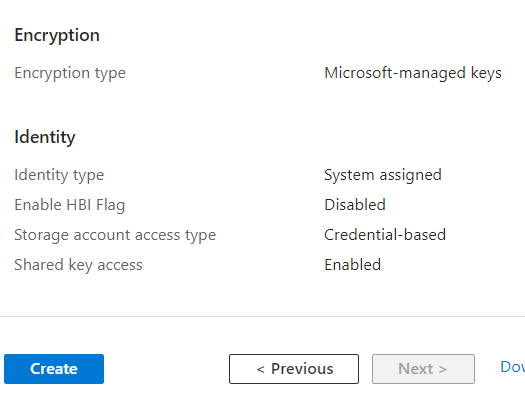 Encryption
Encryption type Microsoft-managed keys
Identity
Identity type System assigned
Enable HBI Flag Disabled
Storage account access type Credential-based
Shared key access Enabled
Create < Previous Next > Dov